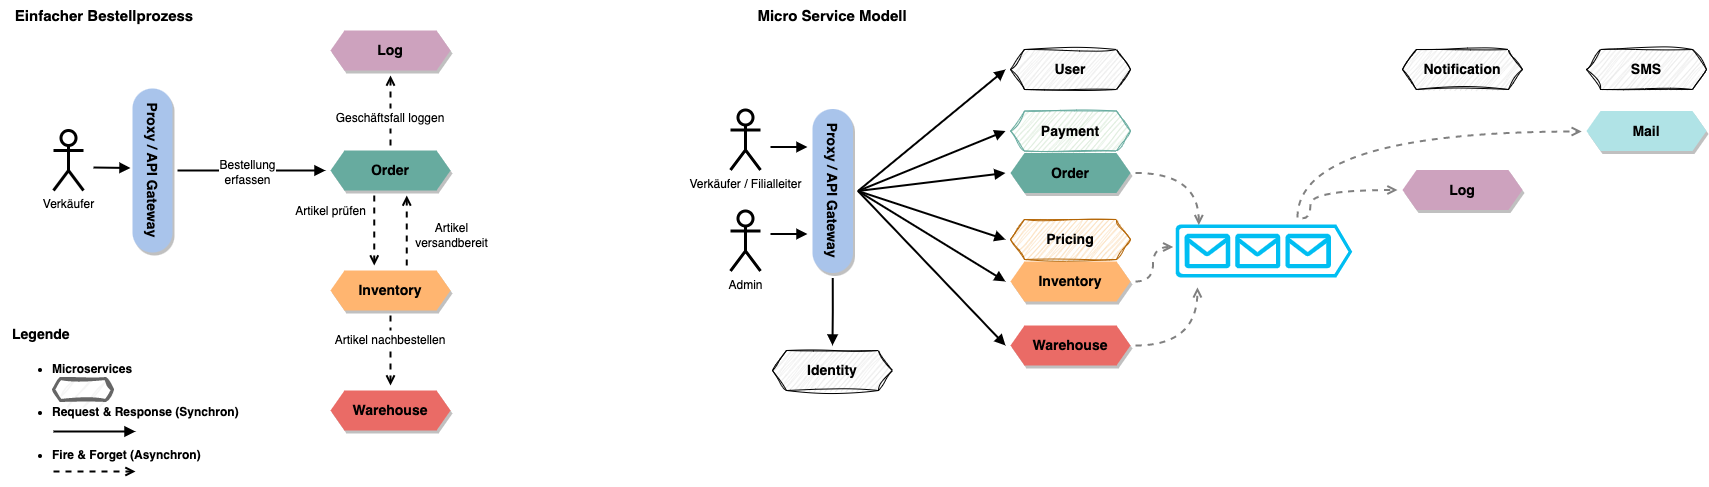 Einfacher Bestellprozess
Log
Geschäftsfall loggen
Proxy / API Gateway
Verkäufer
Bestellung
erfassen
Order
Artikel prüfen
Artikel
versandbereit
Inventory
Artikel nachbestellen
Warehouse
Legende
• Microservices
• Request & Response (Synchron)
• Fire & Forget (Asynchron)
Micro Service Modell
Verkäufer / Filialleiter
Admin
Proxy / API Gateway
Identity
User
Payment
Order
Pricing
Inventory
Warehouse
Notification
SMS
Mail
Log